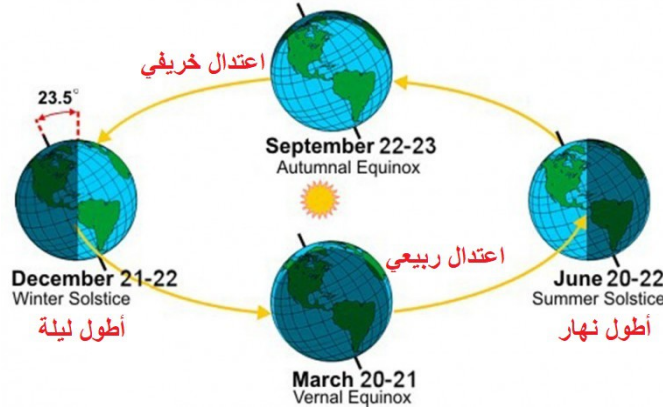 اعتدال خريفي
23.5°
September 22-23
Autumnal Equinox
December 21-22
Winter Solstice
أطول ليلة
اعتدال ربيعي
June 20-22
Summer Solstice
أطول نهار
March 20-21
Vernal Equinox